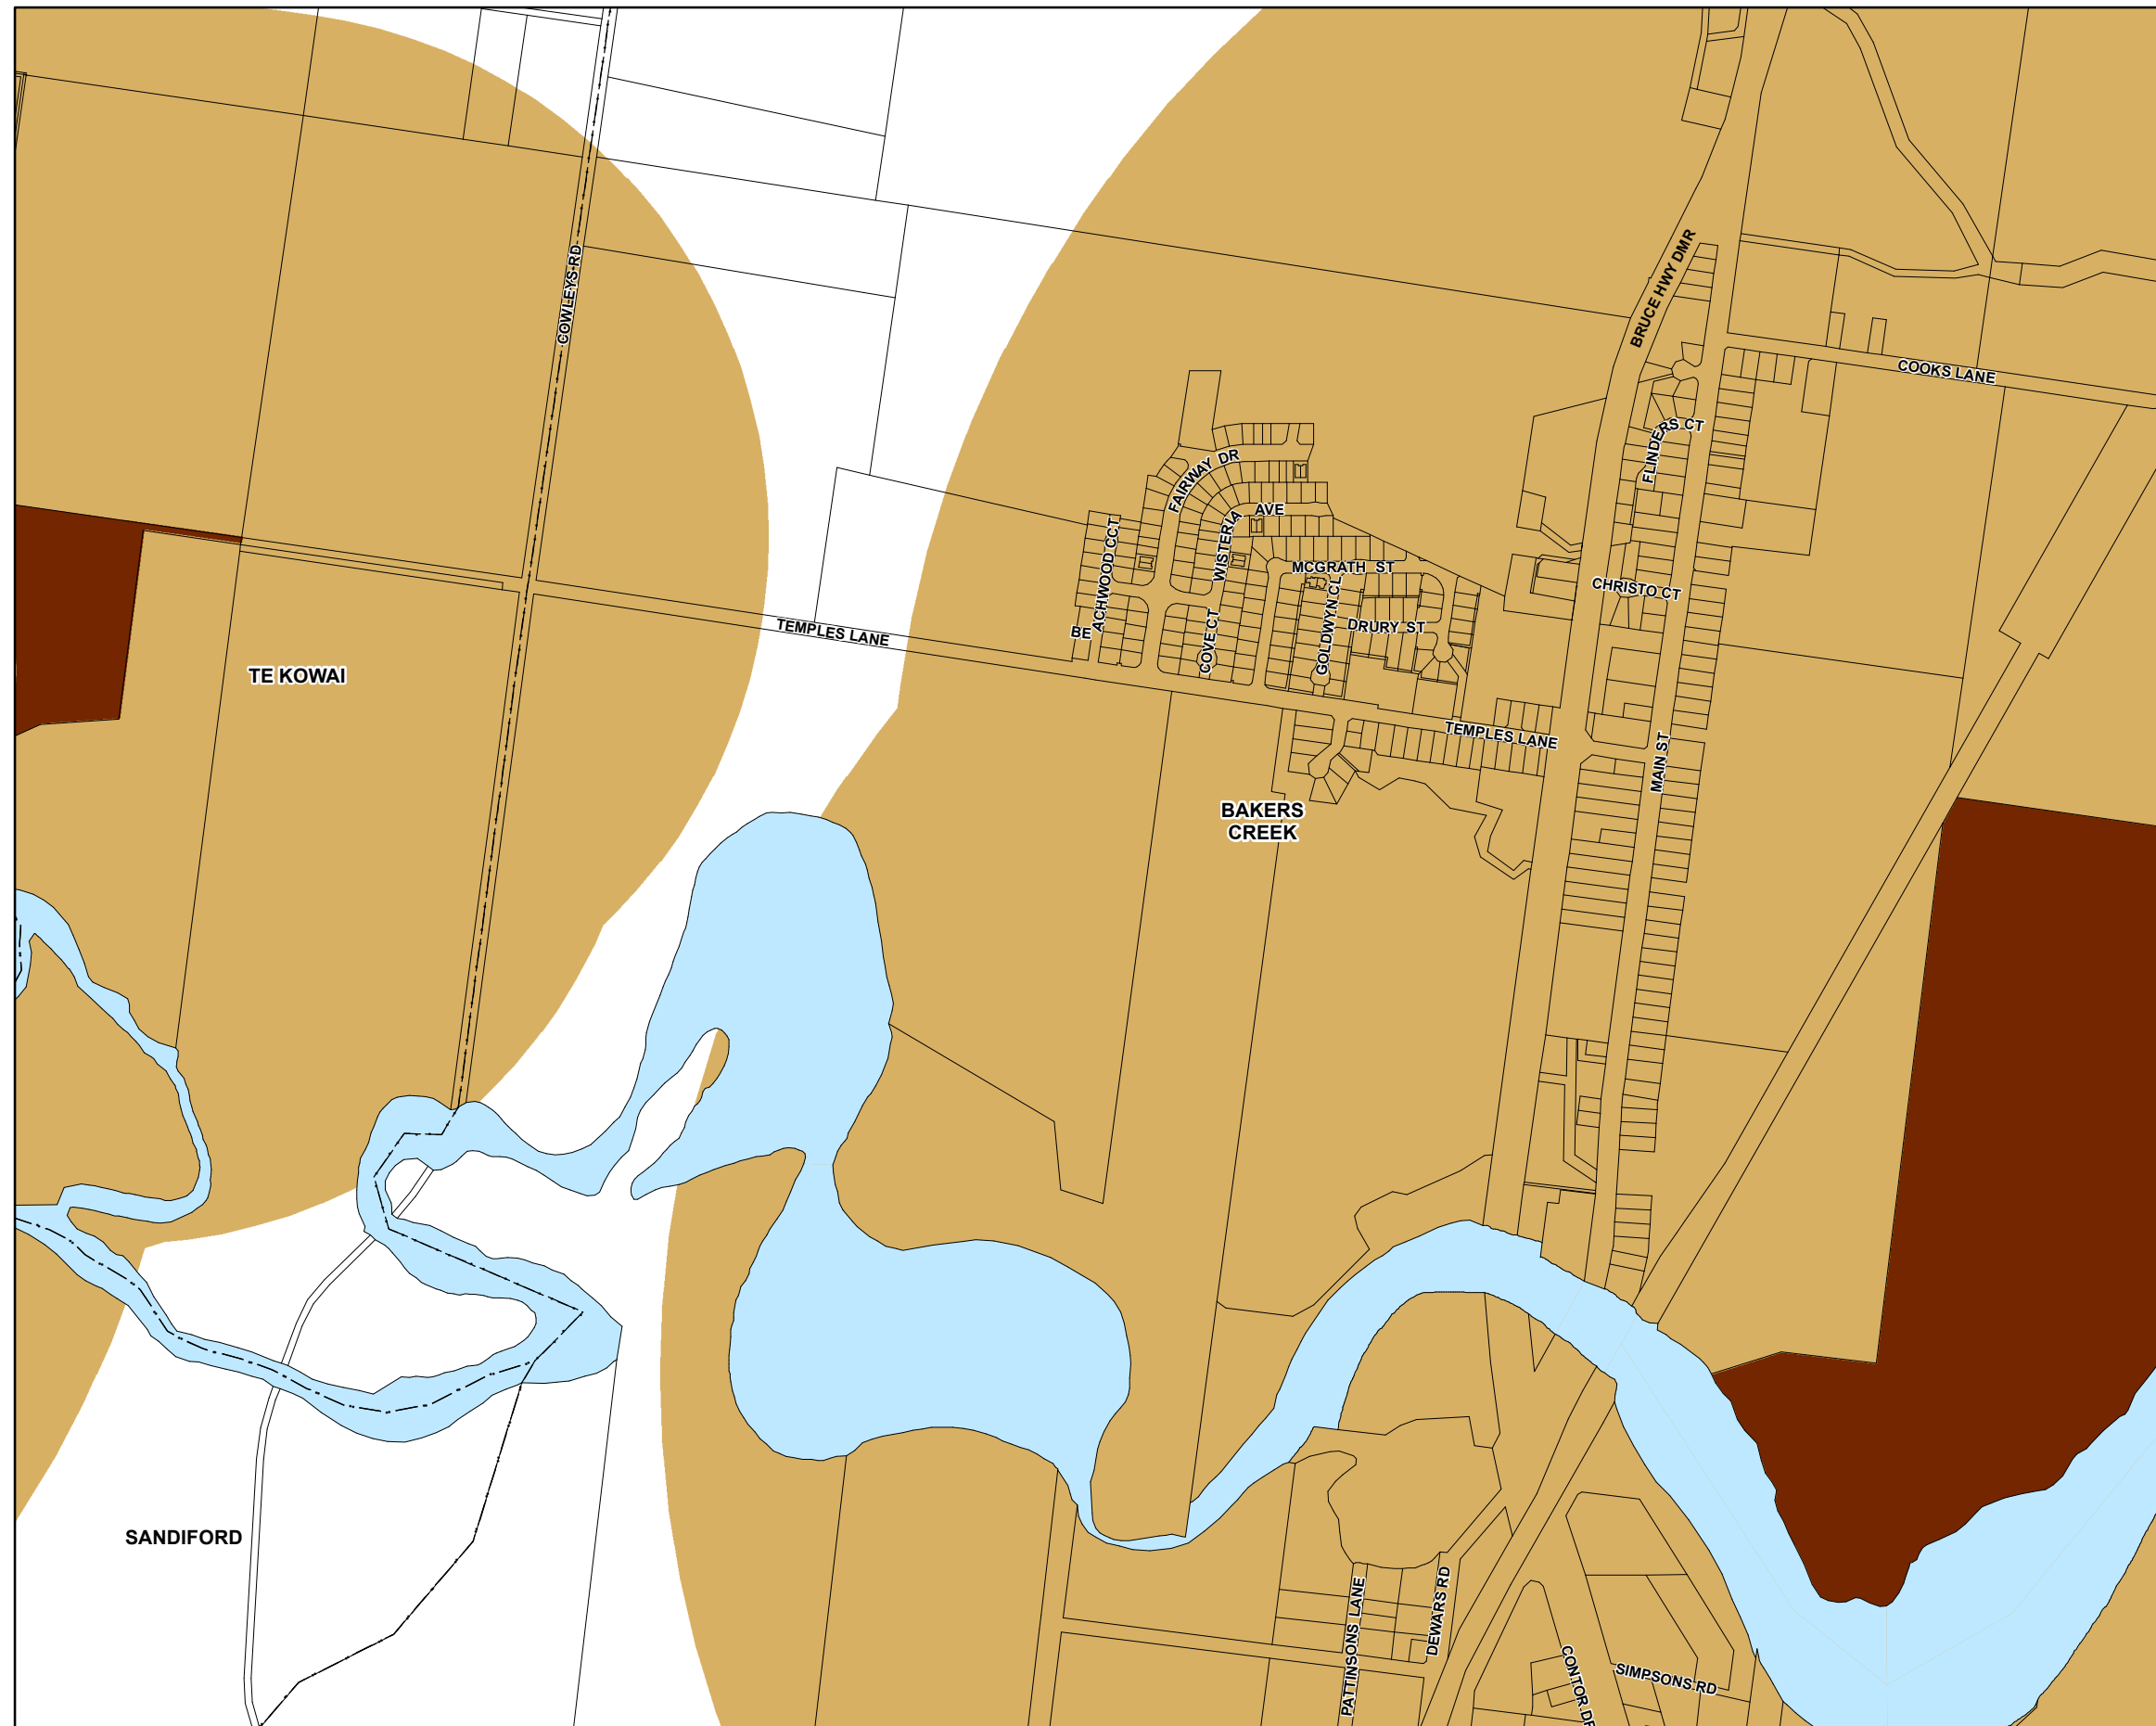 BRUCE HWY DMR
COWLEYS RD
COOKS LANE
FLINDERS CT
FAIRWAY DR
WISTERIA AVE
BEACHWOOD CCT
MCGRATH ST
CHRISTO CT
GOLDWYN CL
DRURY ST
COVE CT
TEMPLES LANE
TE KOWAI
TEMPLES LANE
MAIN ST
BAKERS
CREEK
SANDIFORD
PATTINSONS LANE
DEWARS RD
CONTOR DR
SIMPSONS RD